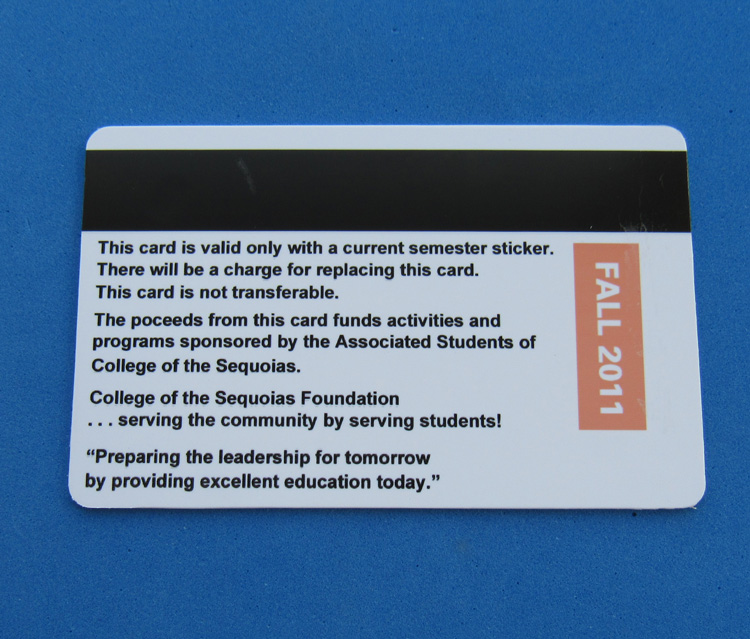 This card is valid only with a current semester sticker.
There will be a charge for replacing this card.
This card is not transferable.
The poceeds from this card funds activities and
programs sponsored by the Associated Students of
College of the Sequoias.
College of the Sequoias Foundation
. . . serving the community by serving students!
“Preparing the leadership for tomorrow
by providing excellent education today.”
FALL 2011